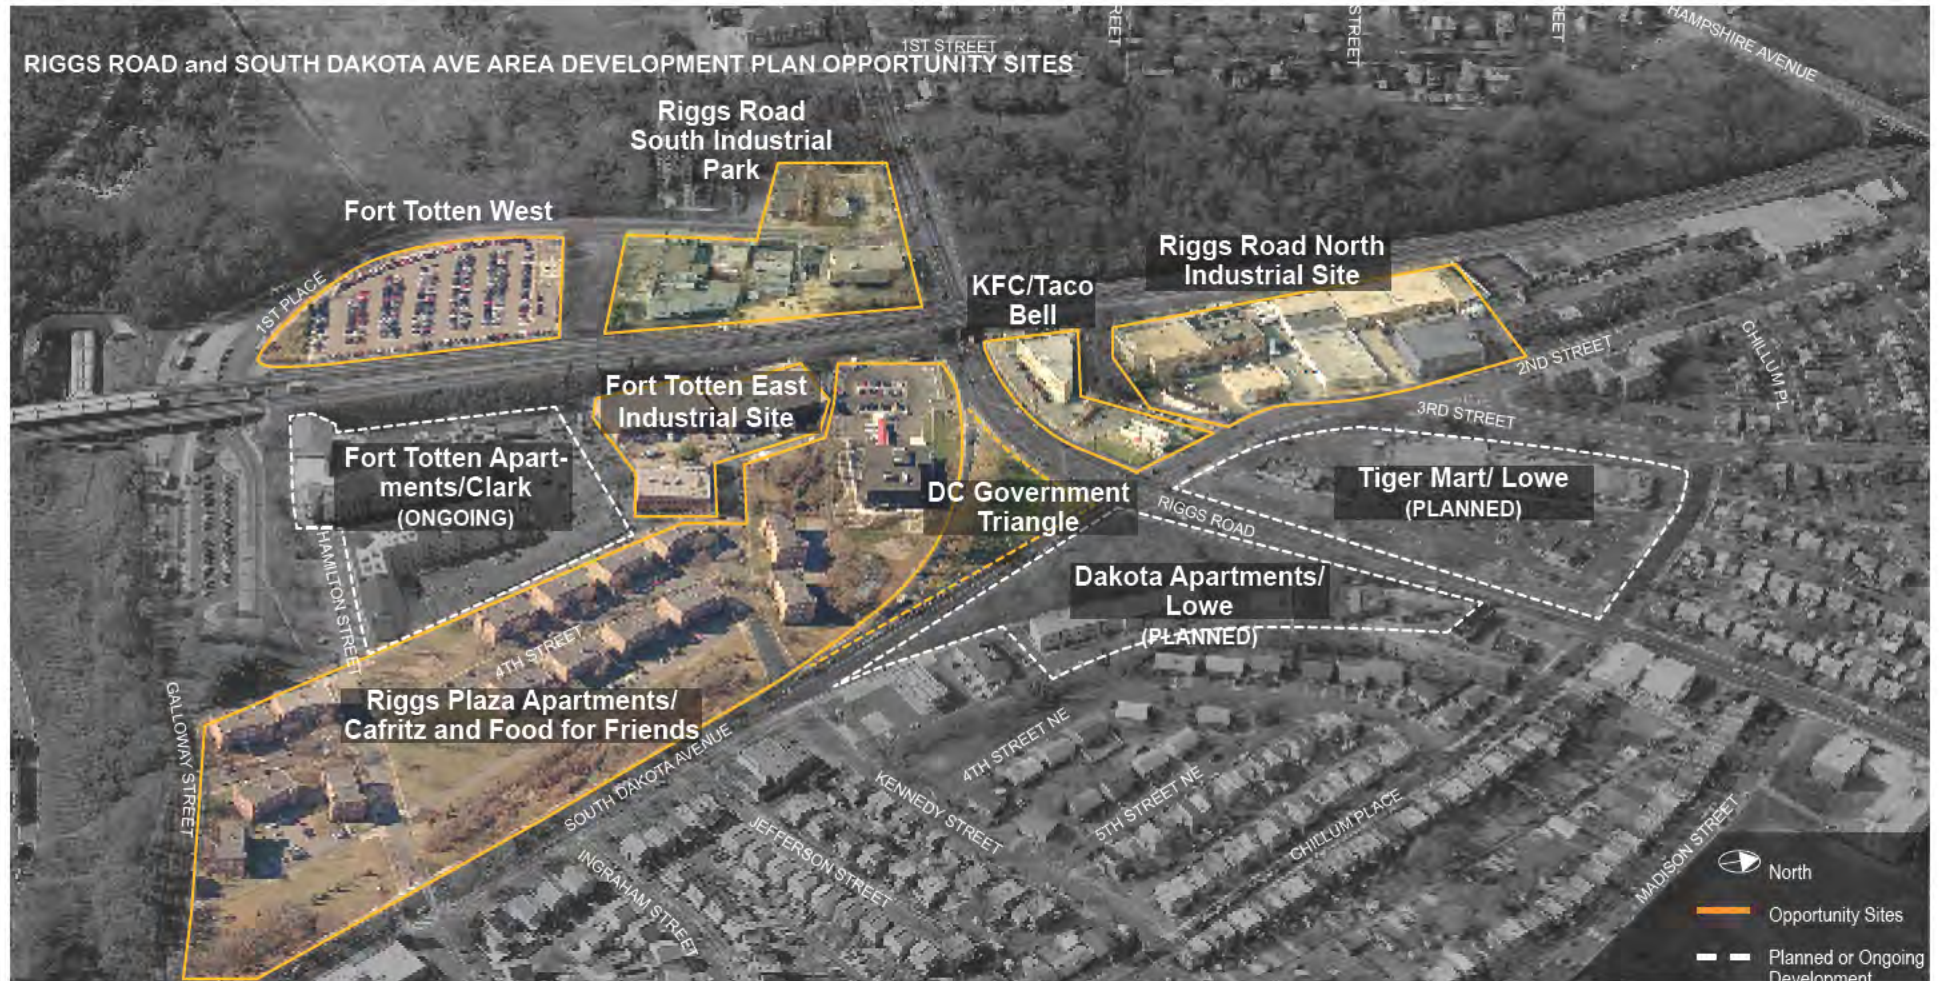 1ST STREET
REET
STREET
REET
HAMPSHIRE AVENUE
RIGGS ROAD and SOUTH DAKOTA AVE AREA DEVELOPMENT PLAN OPPORTUNITY SITES
Riggs Road
South Industrial
Park
Fort Totten West
1ST PLACE
Riggs Road North
Industrial Site
KFC/Taco
Bell
2ND STREET
CHILLUM PL
3RD STREET
Fort Totten East
Industrial Site
Fort Totten Apart-
ments/Clark
(ONGOING)
DC Government
Triangle
Tiger Mart/ Lowe
(PLANNED)
RIGGS ROAD
HAMILTON STREET
Dakota Apartments/
Lowe
(PLANNED)
4TH STREET
Riggs Plaza Apartments/
Cafritz and Food for Friends
GALLOWAY STREET
SOUTH DAKOTA AVENUE
4TH STREET NE
KENNEDY STREET
5TH STREET NE
JEFFERSON STREET
CHILLUM PLACE
INGRAHAM STREET
MADISON STREET
North
Opportunity Sites
Planned or Ongoing
Development